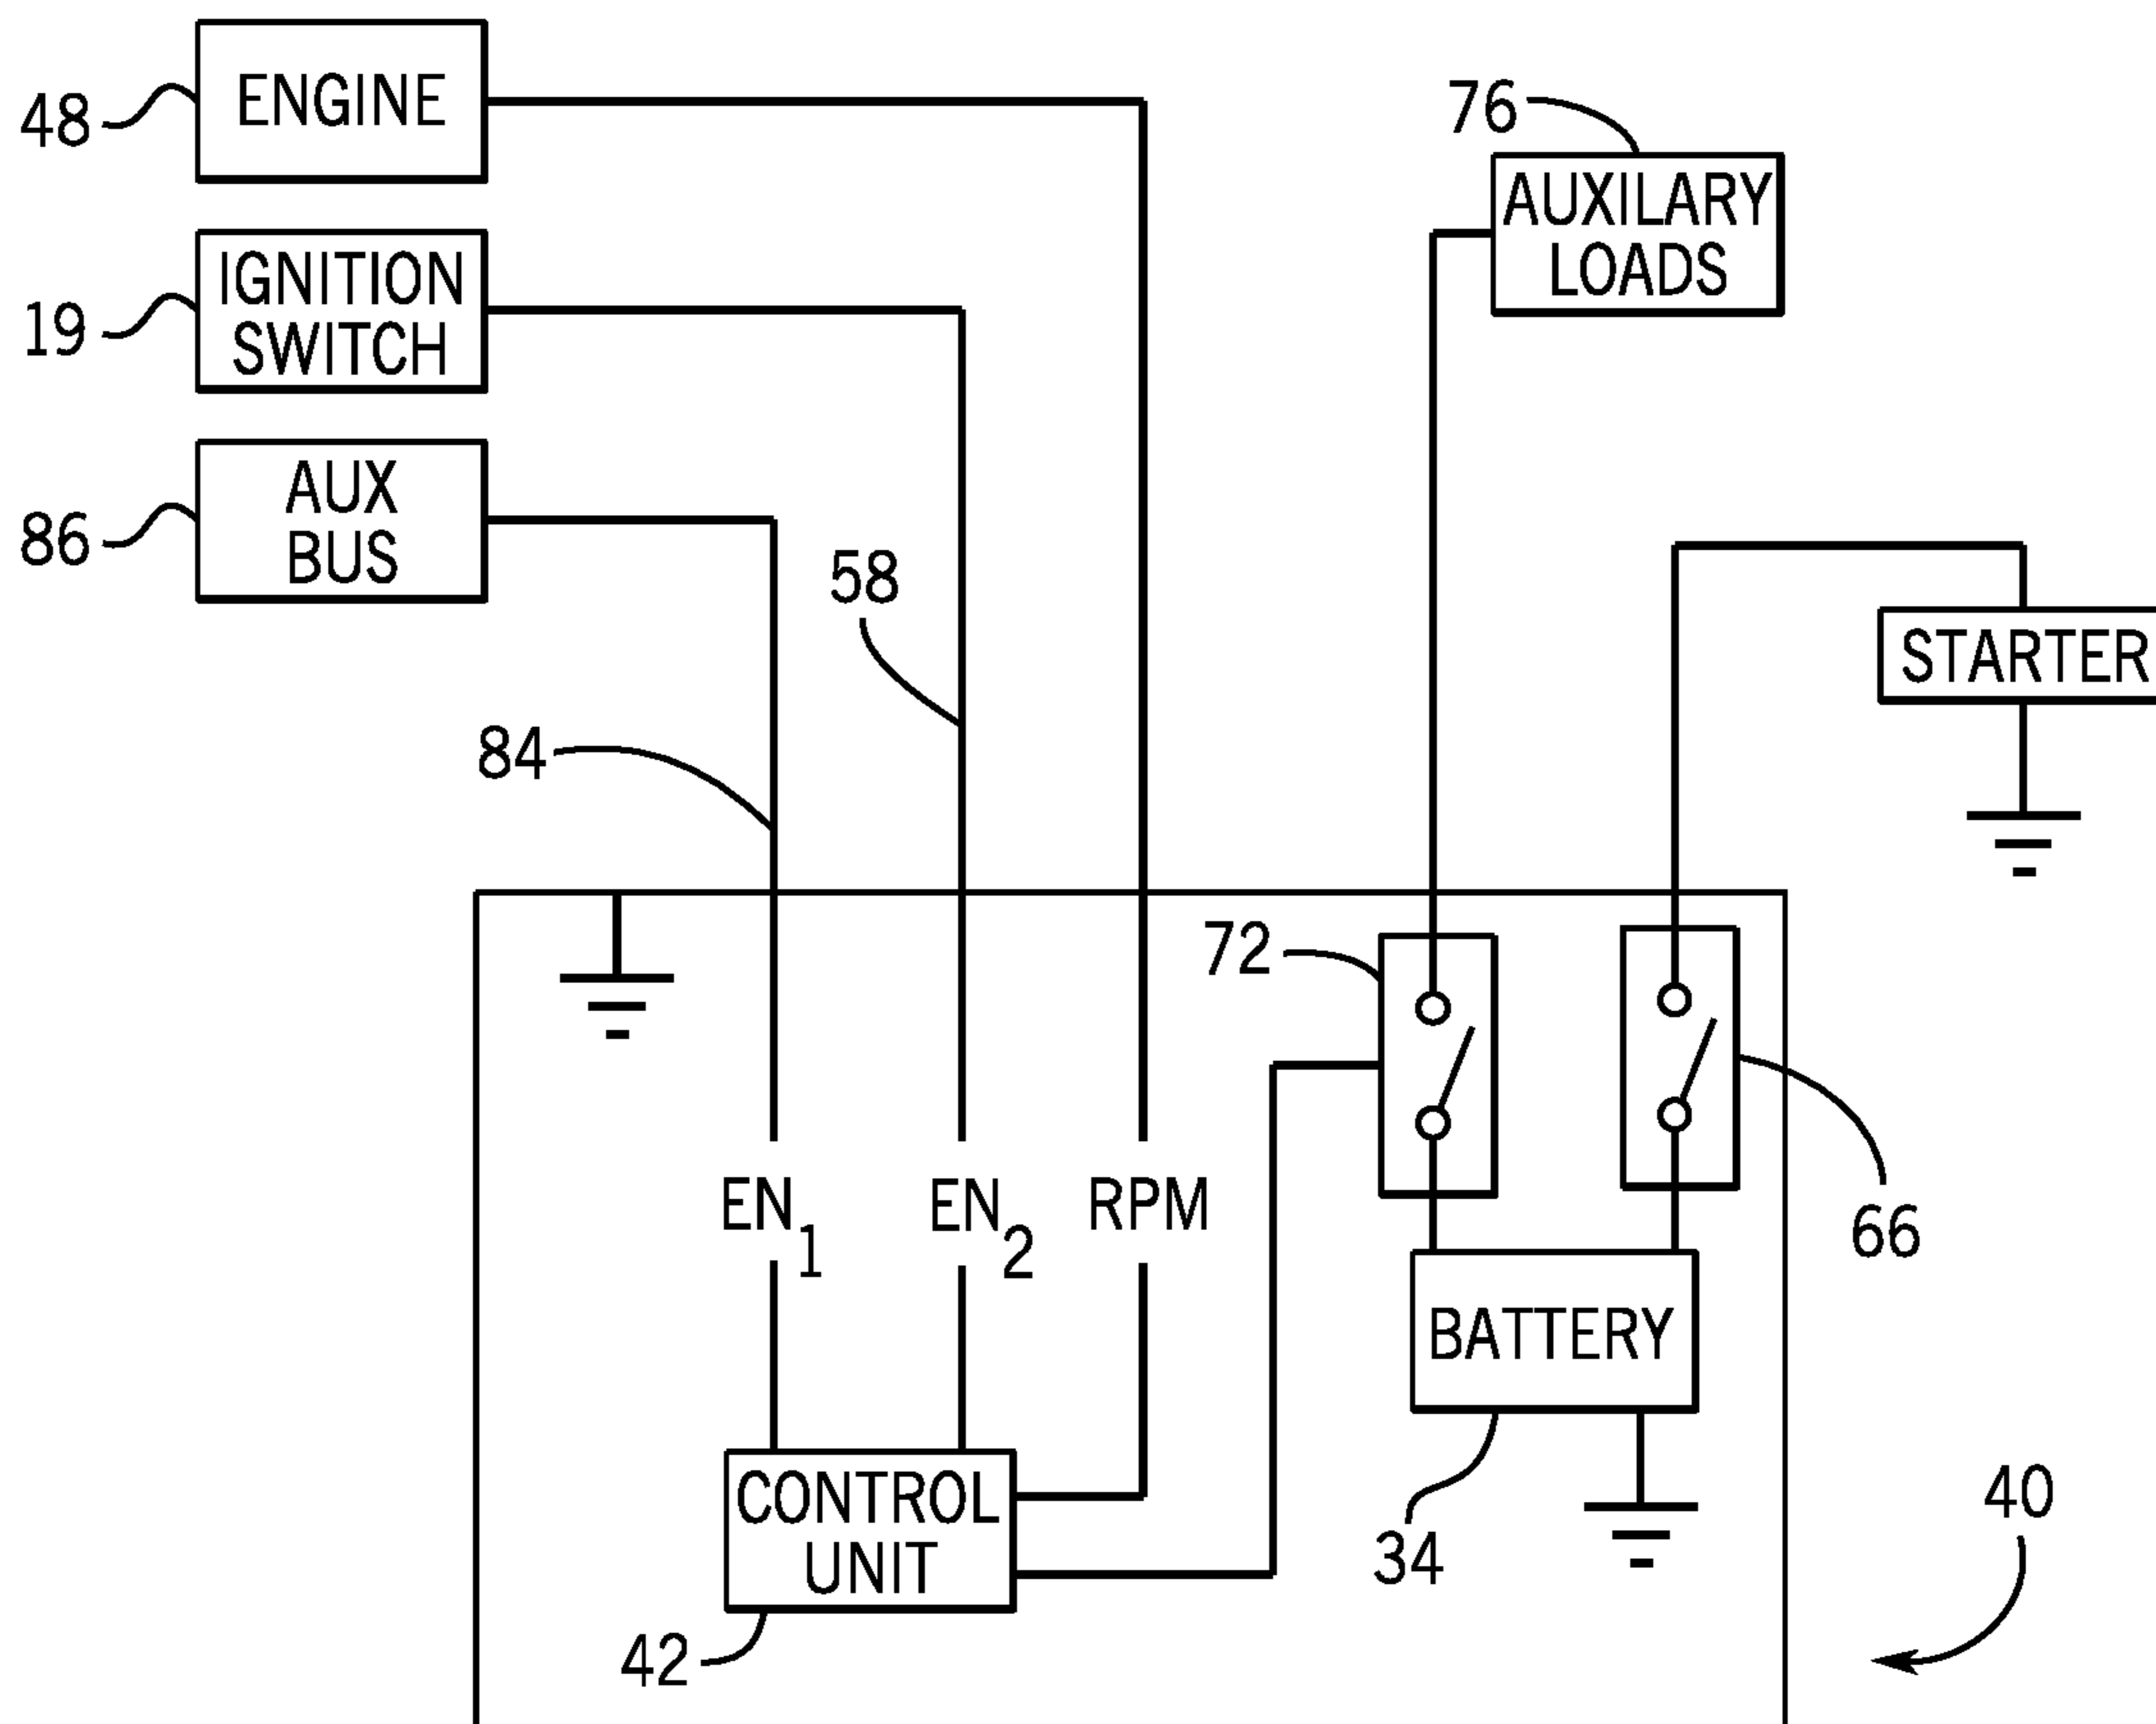 48
ENGINE
76
AUXILARY
LOADS
19
IGNITION
SWITCH
86
AUX
BUS
58
STARTER
84
72
EN1
EN2
RPM
66
BATTERY
34
40
CONTROL
UNIT
42